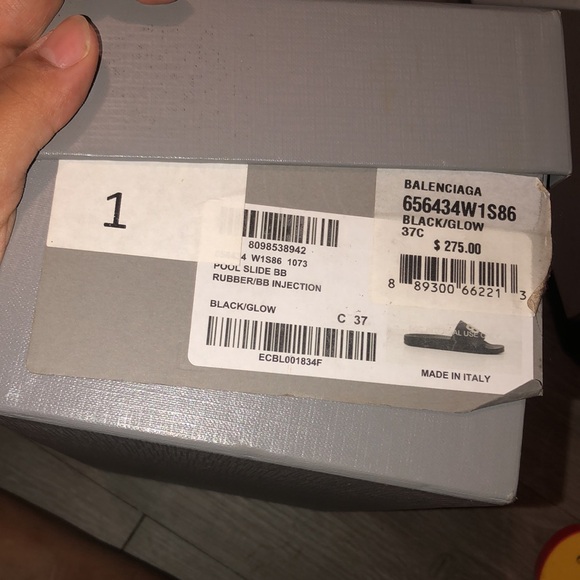 1
8098538942
4 W1S86 1073
POOL SLIDE BB
RUBBER/BB INJECTION
BLACK/GLOW
C 37
ECBL001834F
BALENCIAGA
656434W1S86
BLACK/GLOW
37C
$ 275.00
8 89300 66221 3
USE
MADE IN ITALY